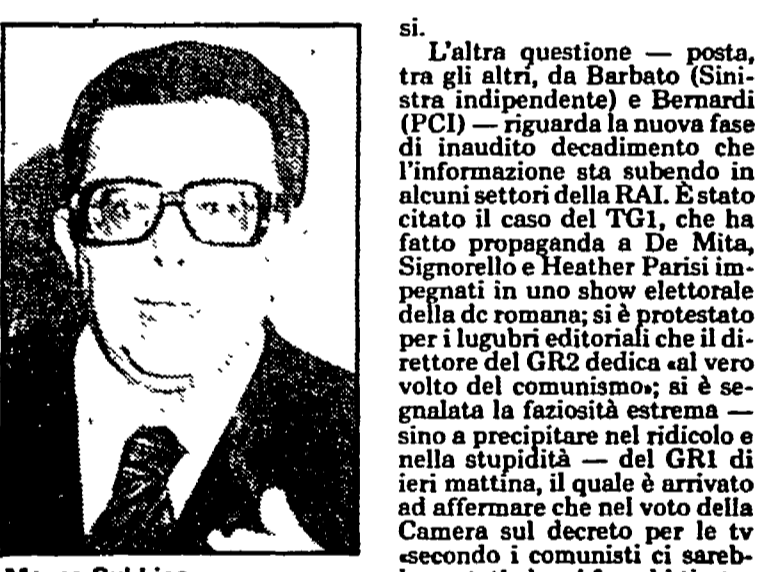 si.
L'altra questione — posta,
tra gli altri, da Barbato (Sini-
stra indipendente) e Bernardi
(PCI) — riguarda la nuova fase
di inaudito decadimento che
l'informazione sta subendo in
alcuni settori della RAI. È stato
citato il caso del TG1, che ha
fatto propaganda a De Mita,
Signorello e Heather Parisi im-
pegnati in uno show elettorale
della dc romana; si è protestato
per i lugubri editoriali che il di-
rettore del GR2 dedica «al vero
volto del comunismo»; si è se-
gnalata la faziosità estrema —
sino a precipitare nel ridicolo e
nella stupidità — del GR1 di
ieri mattina, il quale è arrivato
ad affermare che nel voto della
Camera sul decreto per le tv
«secondo i comunisti ci sareb-